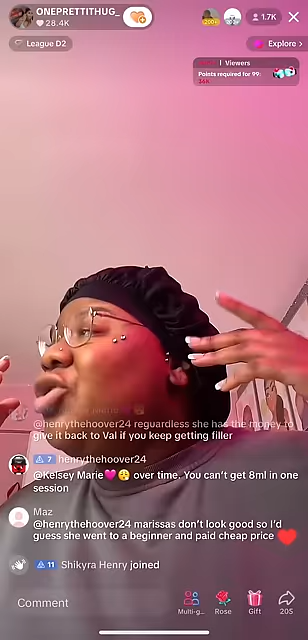 ONEPRETTITHUG_
28.4K
200+
1.7K
League D2
Explore >
| Viewers
Points required for 99:
36K
@henrythehoover24 reguardless she has the money to
give it back to Val if you keep getting filler
7 henrythehoover24
@Kelsey Marie💗😮‍💨 over time. You can't get 8ml in one
session
Maz
@henrythehoover24 marissas don't look good so I'd
guess she went to a beginner and paid cheap price
11 Shikyra Henry joined
Comment
Multi-g...
Rose
Gift
205